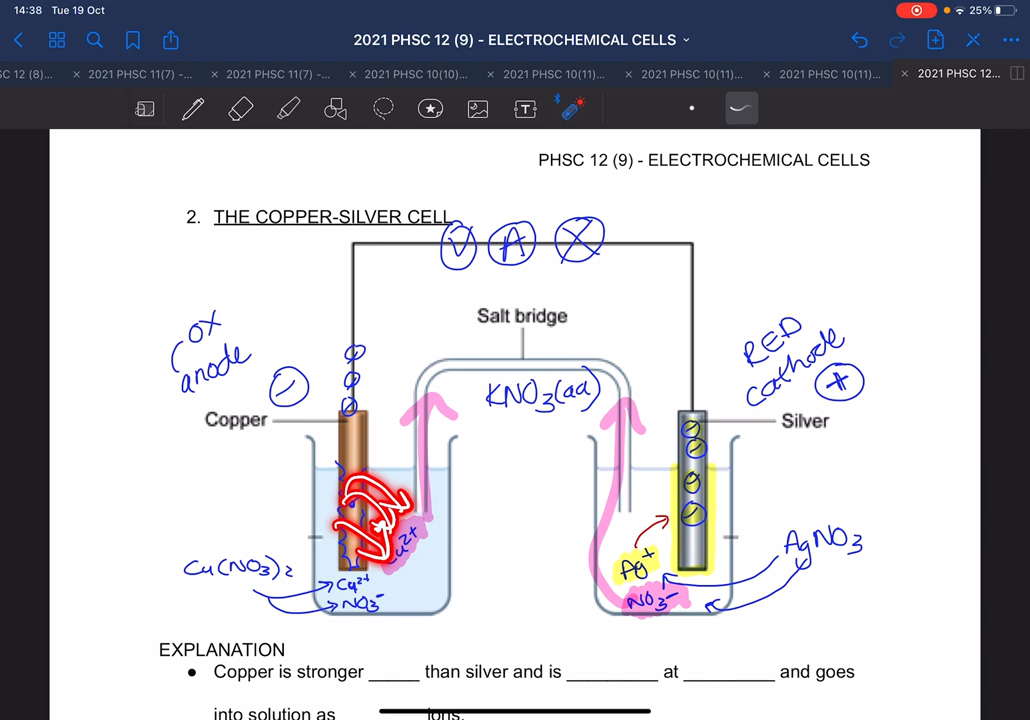 14:38 Tue 19 Oct
25%
2021 PHSC 12 (9) - ELECTROCHEMICAL CELLS
SC 12 (8)...
2021 PHSC 11(7) -...
2021 PHSC 11(7) -...
2021 PHSC 10(10)...
2021 PHSC 10(11)...
2021 PHSC 10(11)...
2021 PHSC 10(11)...
2021 PHSC 12...
PHSC 12 (9) - ELECTROCHEMICAL CELLS
2. THE COPPER-SILVER CELL
V A
Salt bridge
OX
anode
−
RED
cathode
+
KNO₃(aq)
Copper
Silver
Cu²⁺
Cu(NO₃)₂
Cu²⁺
NO₃⁻
Ag⁺
NO₃⁻
AgNO₃
EXPLANATION
● Copper is stronger _____ than silver and is _________ at _________ and goes
into solution as ________ ions.